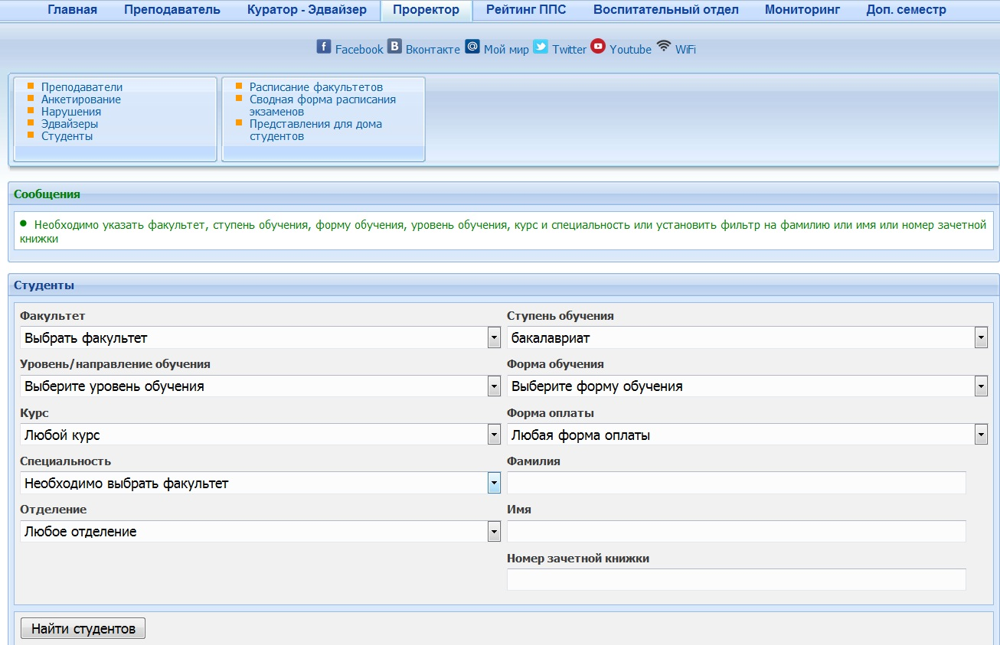 Главная Преподаватель Куратор - Эдвайзер Проректор Рейтинг ППС Воспитательный отдел Мониторинг Доп. семестр
Facebook Вконтакте Мой мир Twitter Youtube WiFi
Преподаватели
Анкетирование
Нарушения
Эдвайзеры
Студенты
Расписание факультетов
Сводная форма расписания
экзаменов
Представления для дома
студентов
Сообщения
Необходимо указать факультет, ступень обучения, форму обучения, уровень обучения, курс и специальность или установить фильтр на фамилию или имя или номер зачетной
книжки
Студенты
Факультет Ступень обучения
Выбрать факультет бакалавриат
Уровень/направление обучения Форма обучения
Выберите уровень обучения Выберите форму обучения
Курс Форма оплаты
Любой курс Любая форма оплаты
Специальность Фамилия
Необходимо выбрать факультет
Отделение Имя
Любое отделение
Номер зачетной книжки
Найти студентов